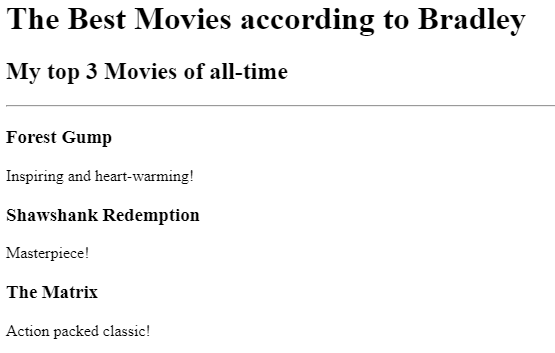 The Best Movies according to Bradley
My top 3 Movies of all-time
Forest Gump
Inspiring and heart-warming!
Shawshank Redemption
Masterpiece!
The Matrix
Action packed classic!